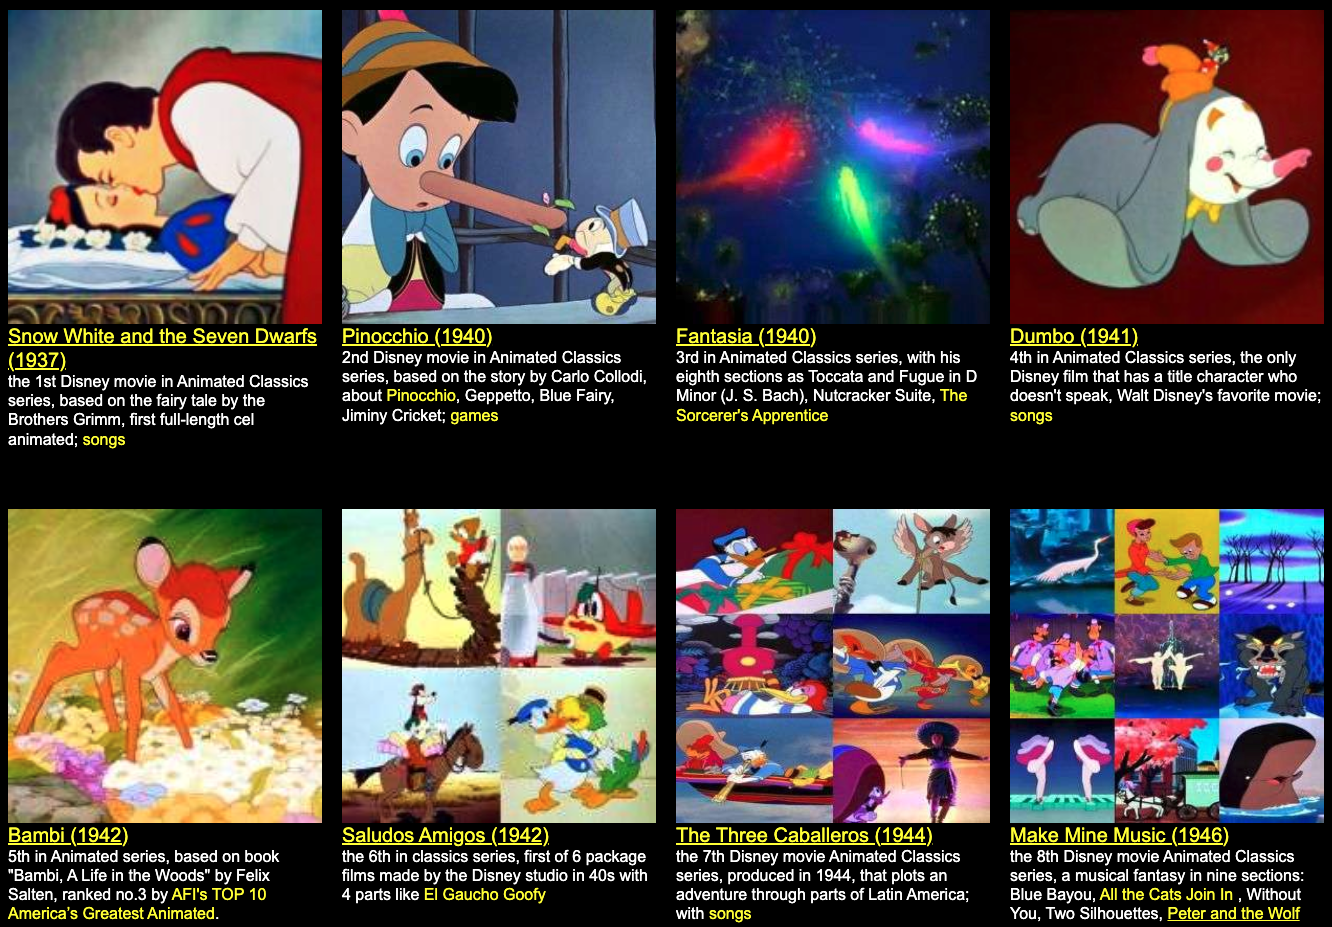 Snow White and the Seven Dwarfs
(1937)
the 1st Disney movie in Animated Classics
series, based on the fairy tale by the
Brothers Grimm, first full-length cel
animated; songs
Pinocchio (1940)
2nd Disney movie in Animated Classics
series, based on the story by Carlo Collodi,
about Pinocchio, Geppetto, Blue Fairy,
Jiminy Cricket; games
Fantasia (1940)
3rd in Animated Classics series, with his
eighth sections as Toccata and Fugue in D
Minor (J. S. Bach), Nutcracker Suite, The
Sorcerer's Apprentice
Dumbo (1941)
4th in Animated Classics series, the only
Disney film that has a title character who
doesn't speak, Walt Disney's favorite movie;
songs
Bambi (1942)
5th in Animated series, based on book
"Bambi, A Life in the Woods" by Felix
Salten, ranked no.3 by AFI's TOP 10
America's Greatest Animated.
Saludos Amigos (1942)
the 6th in classics series, first of 6 package
films made by the Disney studio in 40s with
4 parts like El Gaucho Goofy
The Three Caballeros (1944)
the 7th Disney movie Animated Classics
series, produced in 1944, that plots an
adventure through parts of Latin America;
with songs
Make Mine Music (1946)
the 8th Disney movie Animated Classics
series, a musical fantasy in nine sections:
Blue Bayou, All the Cats Join In , Without
You, Two Silhouettes, Peter and the Wolf